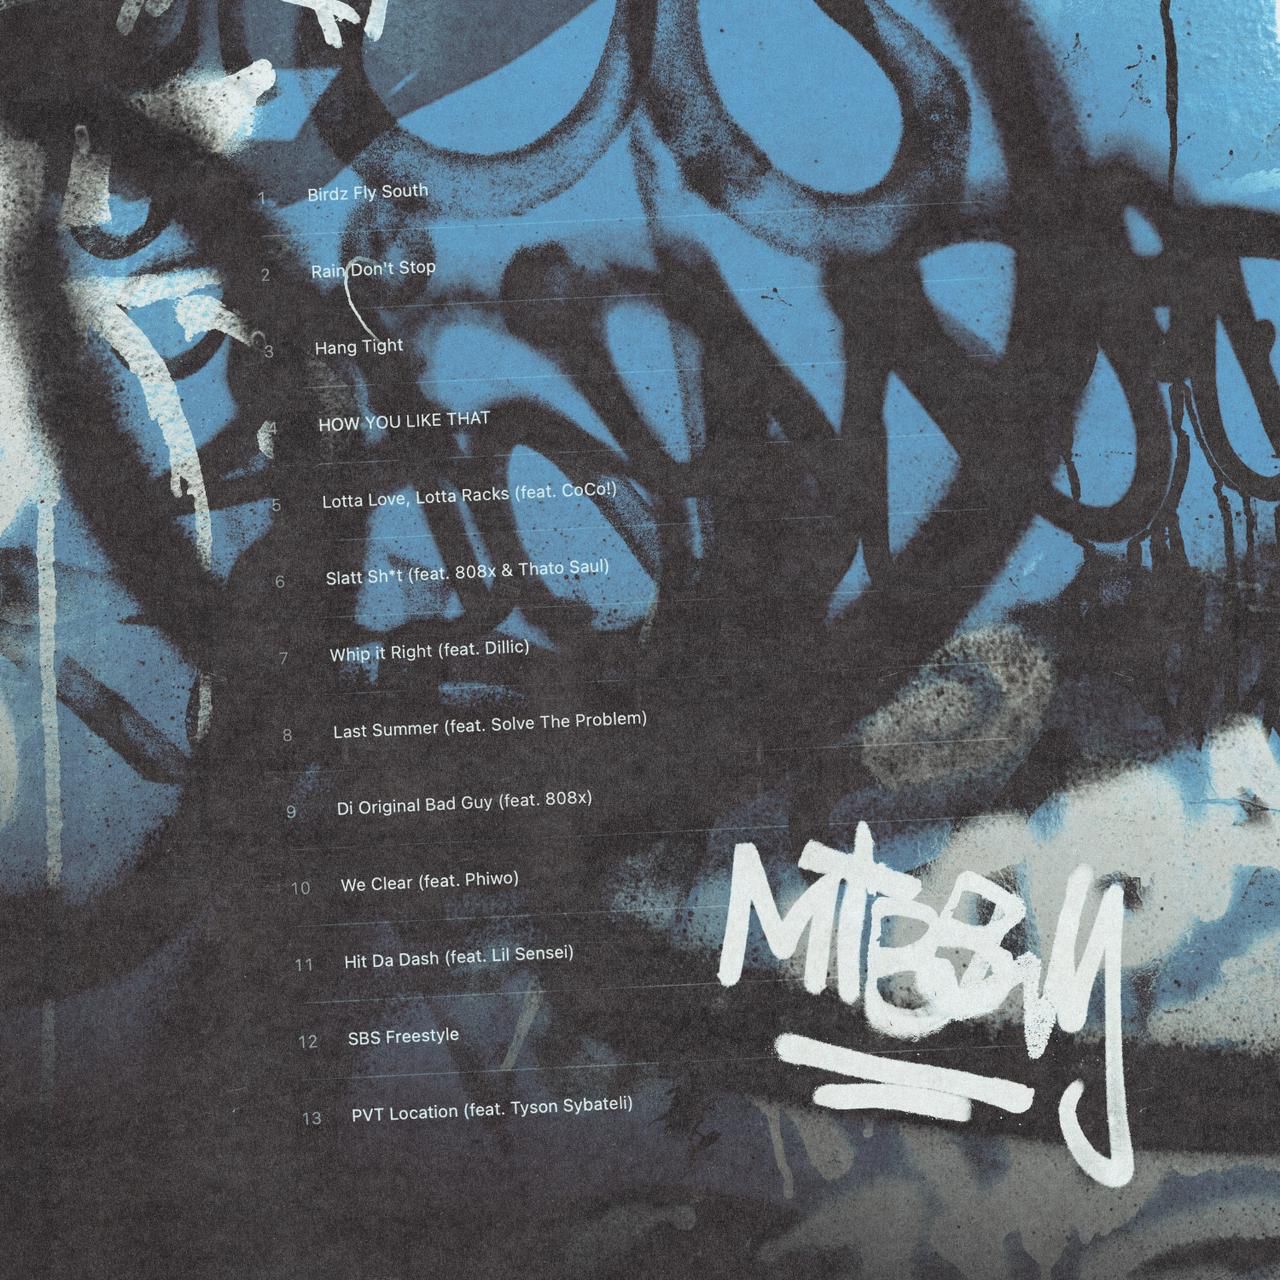 1 Birdz Fly South
2 Rain Don't Stop
3 Hang Tight
4 HOW YOU LIKE THAT
5 Lotta Love, Lotta Racks (feat. CoCo!)
6 Slatt Sh*t (feat. 808x & Thato Saul)
7 Whip it Right (feat. Dillic)
8 Last Summer (feat. Solve The Problem)
9 Di Original Bad Guy (feat. 808x)
10 We Clear (feat. Phiwo)
11 Hit Da Dash (feat. Lil Sensei)
12 SBS Freestyle
13 PVT Location (feat. Tyson Sybateli)